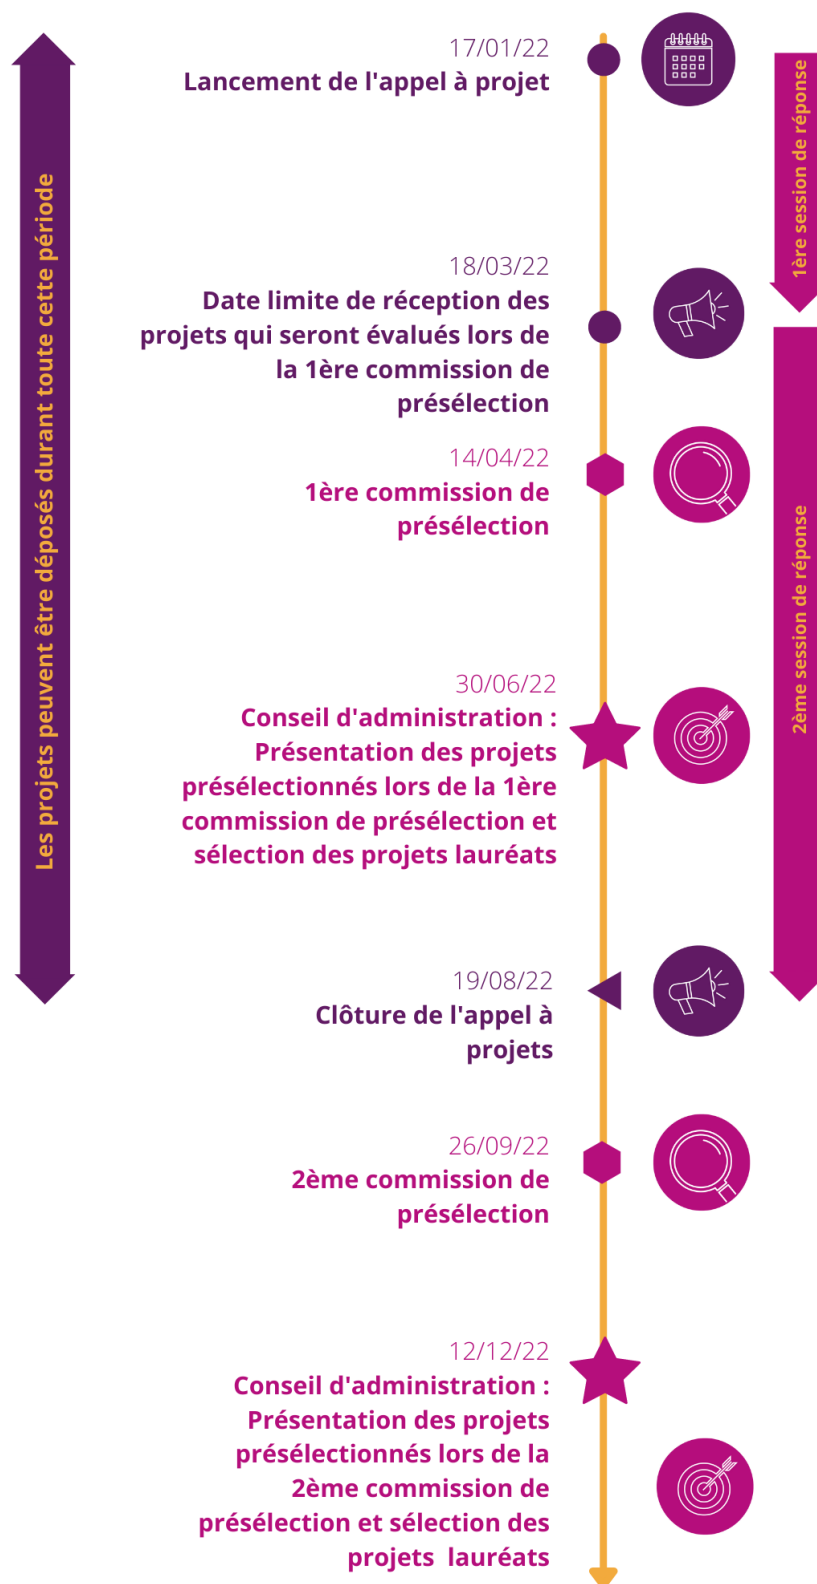 17/01/22
Lancement de l'appel à projet
1ère session de réponse
Les projets peuvent être déposés durant toute cette période
18/03/22
Date limite de réception des
projets qui seront évalués lors de
la 1ère commission de
présélection
14/04/22
1ère commission de
présélection
2ème session de réponse
30/06/22
Conseil d'administration :
Présentation des projets
présélectionnés lors de la 1ère
commission de présélection et
sélection des projets lauréats
19/08/22
Clôture de l'appel à
projets
26/09/22
2ème commission de
présélection
12/12/22
Conseil d'administration :
Présentation des projets
présélectionnés lors de la
2ème commission de
présélection et sélection des
projets lauréats